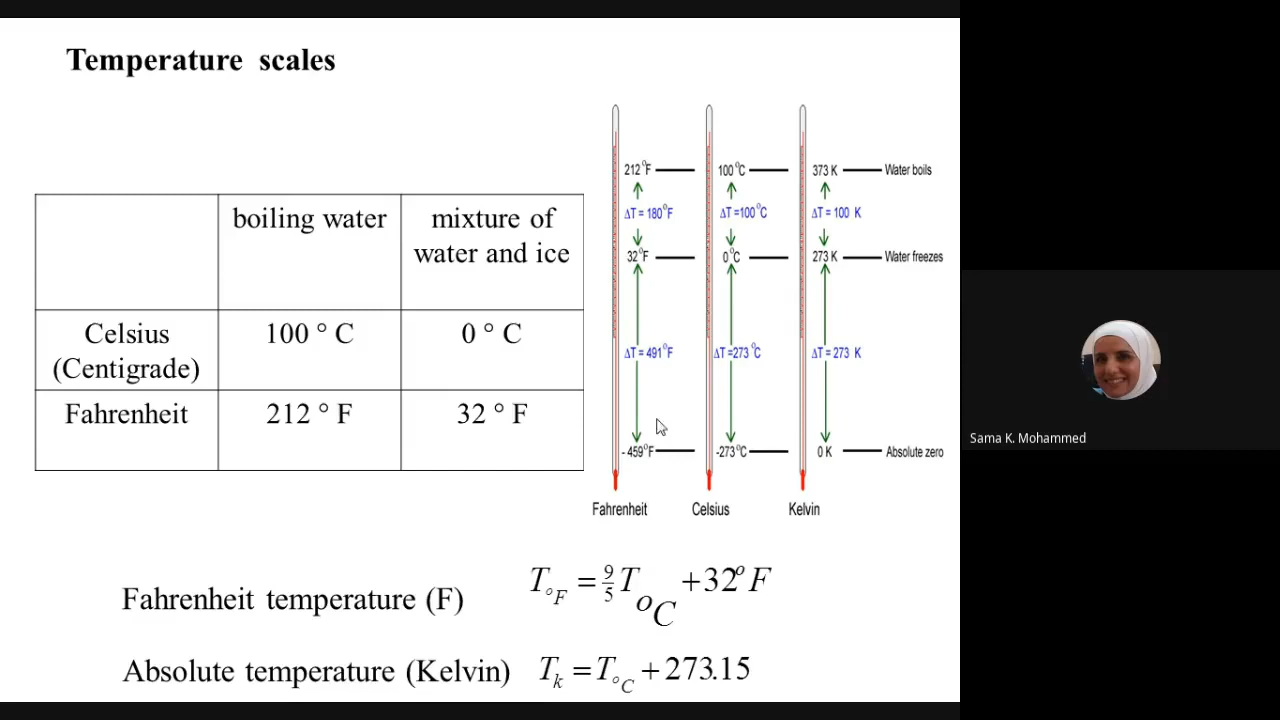 Temperature scales
boiling water
mixture of
water and ice
Celsius
(Centigrade)
100 ° C
0 ° C
Fahrenheit
212 ° F
32 ° F
212 °F
100 °C
373 K
Water boils
ΔT = 180°F
ΔT =100°C
ΔT = 100 K
32 °F
0 °C
273 K
Water freezes
ΔT = 491°F
ΔT =273 °C
ΔT = 273 K
- 459°F
-273°C
0 K
Absolute zero
Fahrenheit
Celsius
Kelvin
Fahrenheit temperature (F)
T°F = 9/5 T°C + 32°F
Absolute temperature (Kelvin)
Tk = T°C + 273.15
Sama K. Mohammed